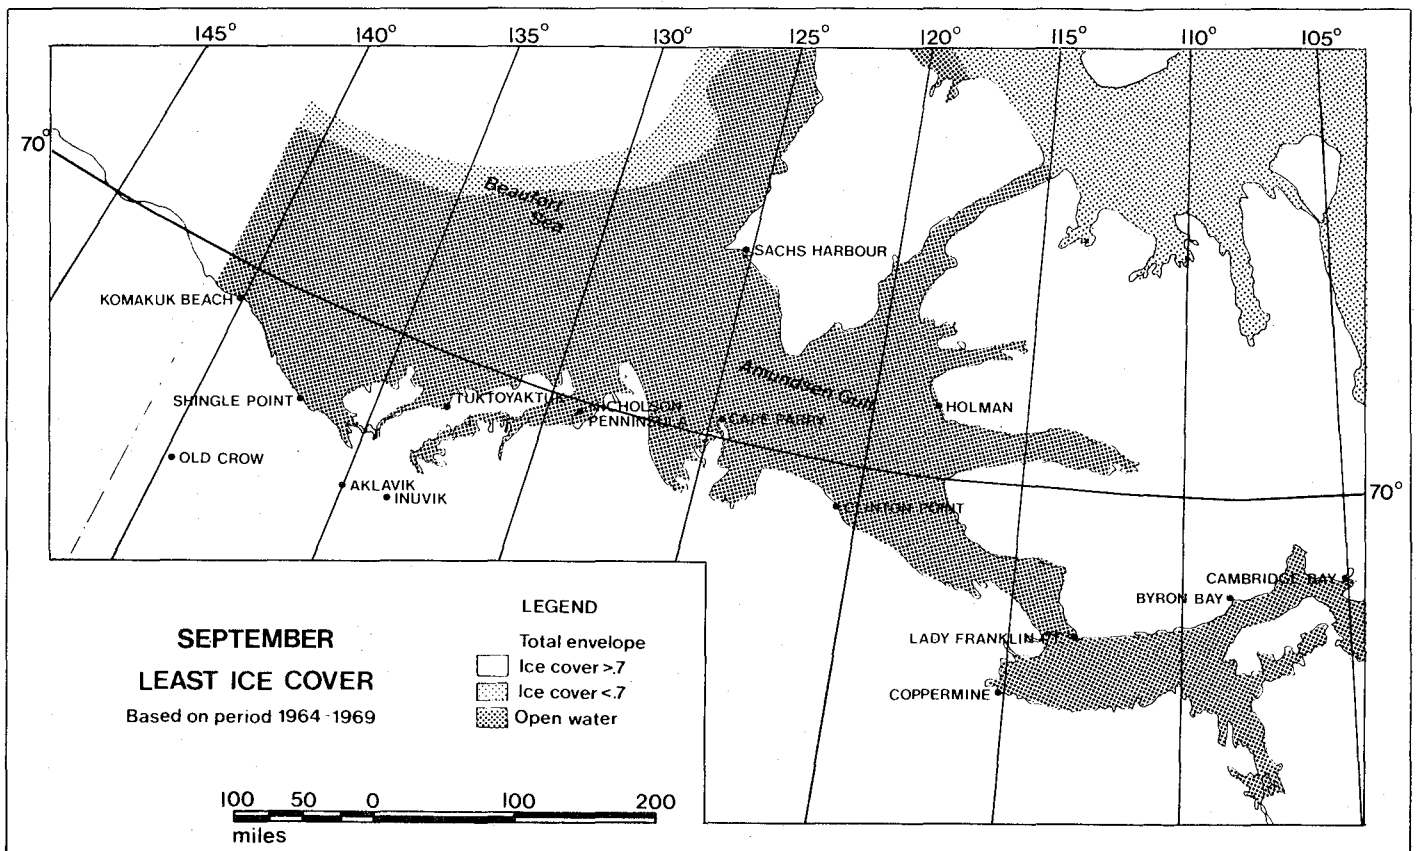 145° 140° 135° 130° 125° 120° 115° 110° 105°
70°
Beaufort
Sea
SACHS HARBOUR
KOMAKUK BEACH
Amundsen Gulf
SHINGLE POINT
TUKTOYAKTUK
NICHOLSON
PENNINSULA
CAPE PARRY
HOLMAN
OLD CROW
AKLAVIK
INUVIK
70°
CLINTON POINT
CAMBRIDGE BAY
BYRON BAY
LADY FRANKLIN PT
COPPERMINE
SEPTEMBER
LEAST ICE COVER
Based on period 1964-1969
LEGEND
Total envelope
Ice cover >.7
Ice cover <.7
Open water
100 50 0 100 200
miles